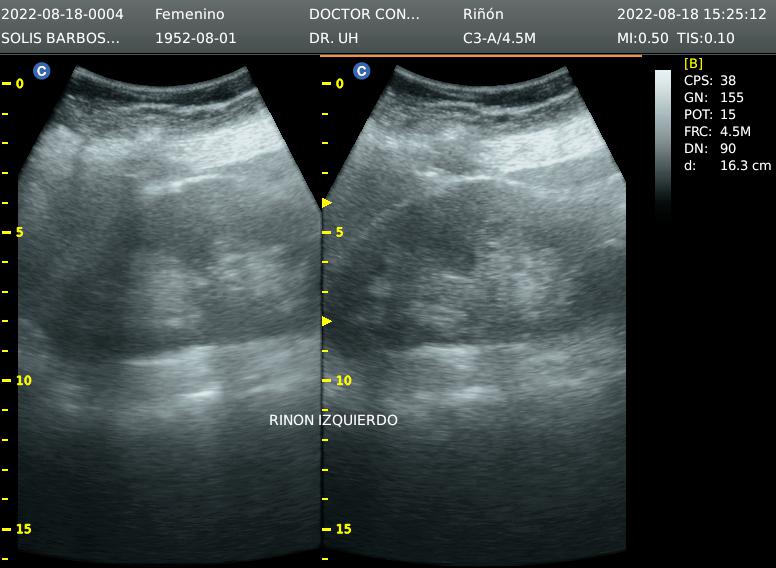 2022-08-18-0004 Femenino DOCTOR CON... Riñón 2022-08-18 15:25:12
SOLIS BARBOS... 1952-08-01 DR. UH C3-A/4.5M MI:0.50 TIS:0.10
C C
[B]
CPS: 38
GN: 155
POT: 15
FRC: 4.5M
DN: 90
d: 16.3 cm
0 0
5 5
10 10
RINON IZQUIERDO
15 15